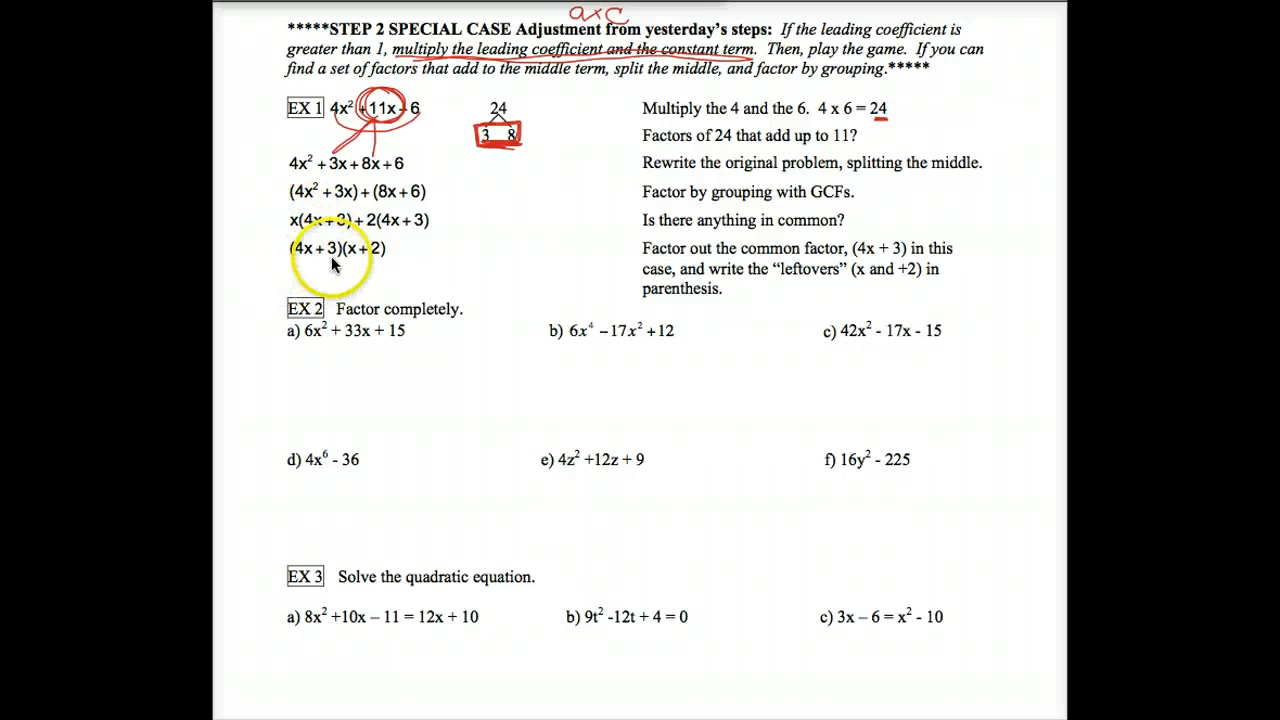 a×c
*****STEP 2 SPECIAL CASE Adjustment from yesterday's steps: If the leading coefficient is
greater than 1, multiply the leading coefficient and the constant term. Then, play the game. If you can
find a set of factors that add to the middle term, split the middle, and factor by grouping.*****
EX 1 4x² + 11x + 6
24
Multiply the 4 and the 6. 4 x 6 = 24
3 8
Factors of 24 that add up to 11?
4x² + 3x + 8x + 6
Rewrite the original problem, splitting the middle.
(4x² + 3x) + (8x + 6)
Factor by grouping with GCFs.
x(4x + 3) + 2(4x + 3)
Is there anything in common?
(4x + 3)(x + 2)
Factor out the common factor, (4x + 3) in this
case, and write the “leftovers” (x and +2) in
parenthesis.
EX 2 Factor completely.
a) 6x² + 33x + 15
b) 6x⁴ – 17x² + 12
c) 42x² - 17x - 15
d) 4x⁶ - 36
e) 4z² +12z + 9
f) 16y² - 225
EX 3 Solve the quadratic equation.
a) 8x² +10x – 11 = 12x + 10
b) 9t² -12t + 4 = 0
c) 3x – 6 = x² - 10